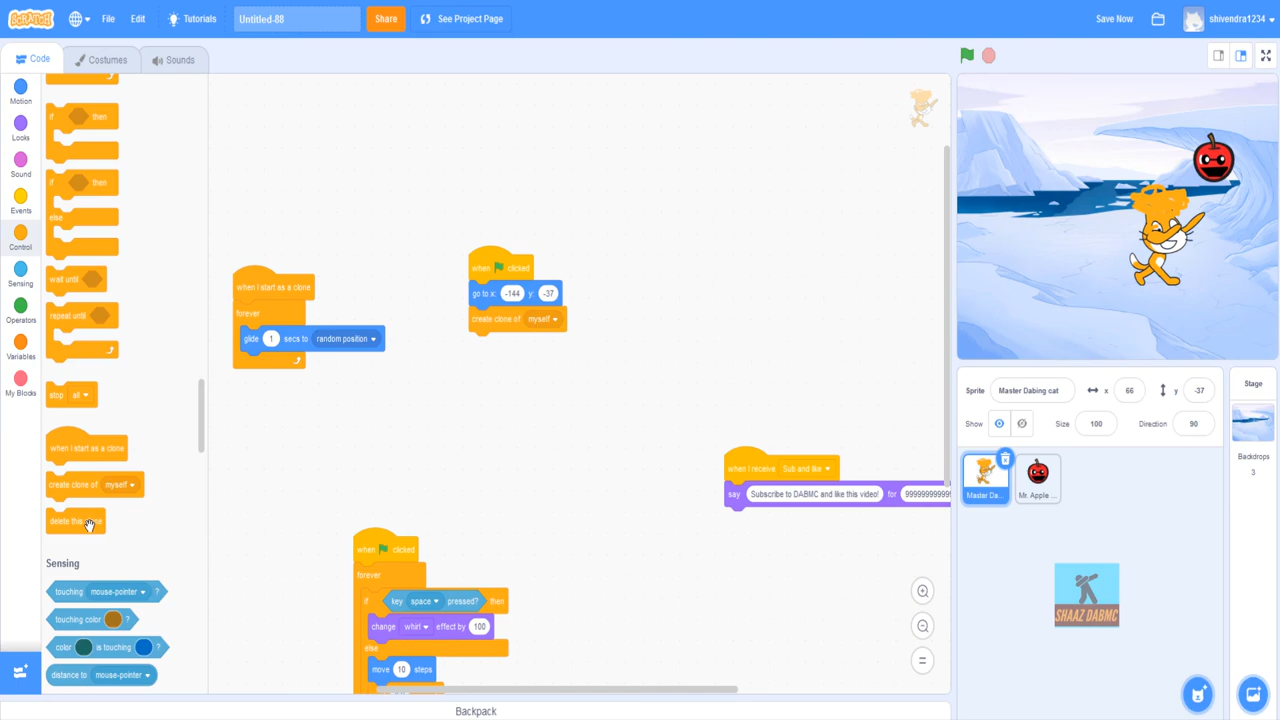 SCRATCH
File
Edit
Tutorials
Untitled-88
Share
See Project Page
Save Now
shivendra1234
Code
Costumes
Sounds
Motion
Looks
Sound
Events
Control
Sensing
Operators
Variables
My Blocks
if then
if then
else
wait until
repeat until
stop all
when I start as a clone
create clone of myself
delete this
Sensing
touching mouse-pointer ?
touching color ?
color is touching ?
distance to mouse-pointer
when I start as a clone
forever
glide 1 secs to random position
when clicked
go to x: -144 y: -37
create clone of myself
when I receive Sub and like
say Subscribe to DABMC and like this video! for 9999999999999
when clicked
forever
if key space pressed? then
change whirl effect by 100
else
move 10 steps
Backpack
Sprite Master Dabing cat x 66 y -37
Show Size 100 Direction 90
Master Da...
Mr. Apple ...
Stage
Backdrops
3
SHAAZ DABMC